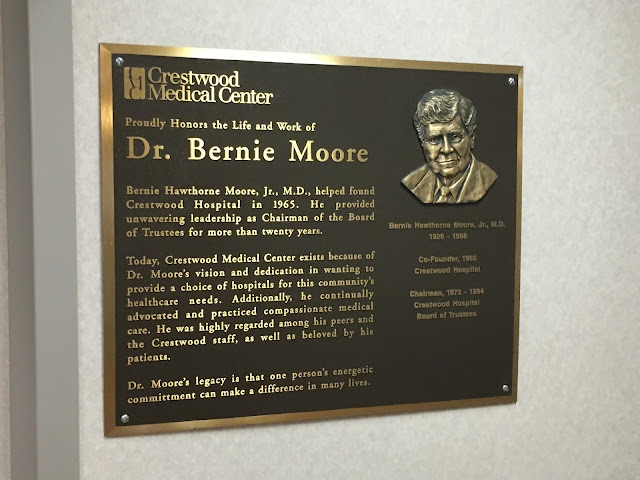 Crestwood
Medical Center
Proudly Honors the Life and Work of
Dr. Bernie Moore
Bernie Hawthorne Moore, Jr., M.D., helped found
Crestwood Hospital in 1965. He provided
unwavering leadership as Chairman of the Board
of Trustees for more than twenty years.
Today, Crestwood Medical Center exists because of
Dr. Moore's vision and dedication in wanting to
provide a choice of hospitals for this community's
healthcare needs. Additionally, he continually
advocated and practiced compassionate medical
care. He was highly regarded among his peers and
the Crestwood staff, as well as beloved by his
patients.
Dr. Moore's legacy is that one person's energetic
committment can make a difference in many lives.
Bernie Hawthorne Moore, Jr., M.D.
Co-Founder, 1965
Crestwood Hospital
Chairman, 1972 - 1994
Crestwood Hospital
Board of Trustees